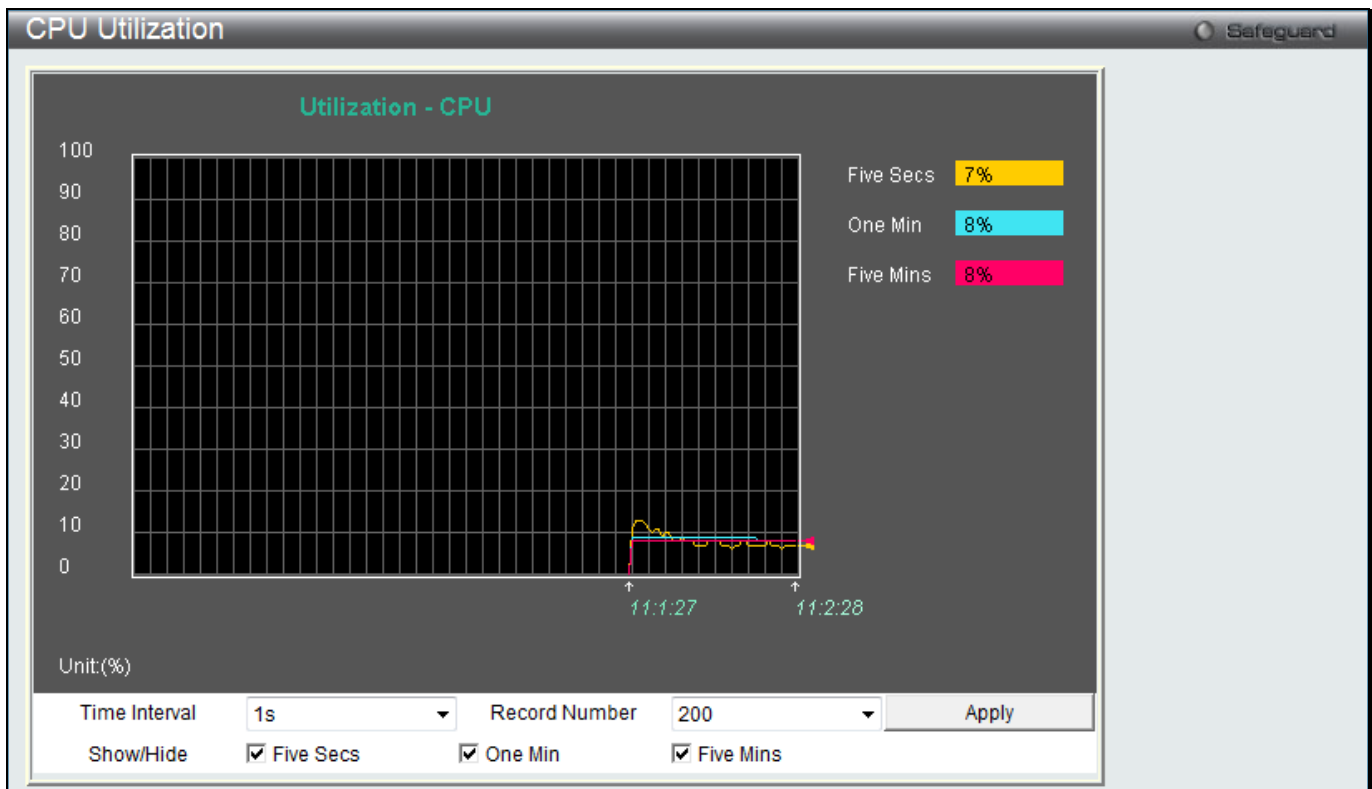 CPU Utilization
Safeguard
Utilization - CPU
100
90
80
70
60
50
40
30
20
10
0
Five Secs 7%
One Min 8%
Five Mins 8%
11:1:27 11:2:28
Unit:(%)
Time Interval 1s Record Number 200 Apply
Show/Hide Five Secs One Min Five Mins